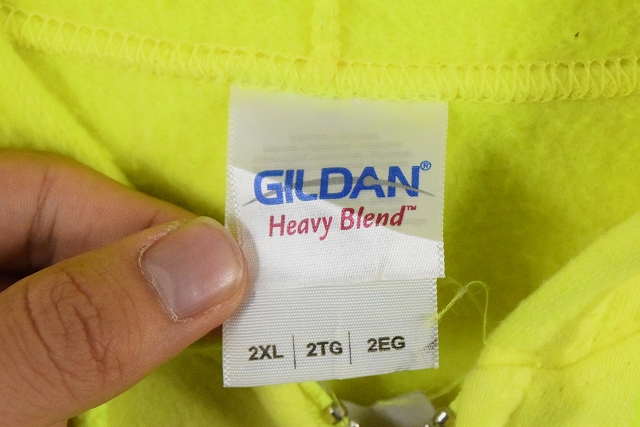 GILDAN®
Heavy Blend™
2XL | 2TG | 2EG